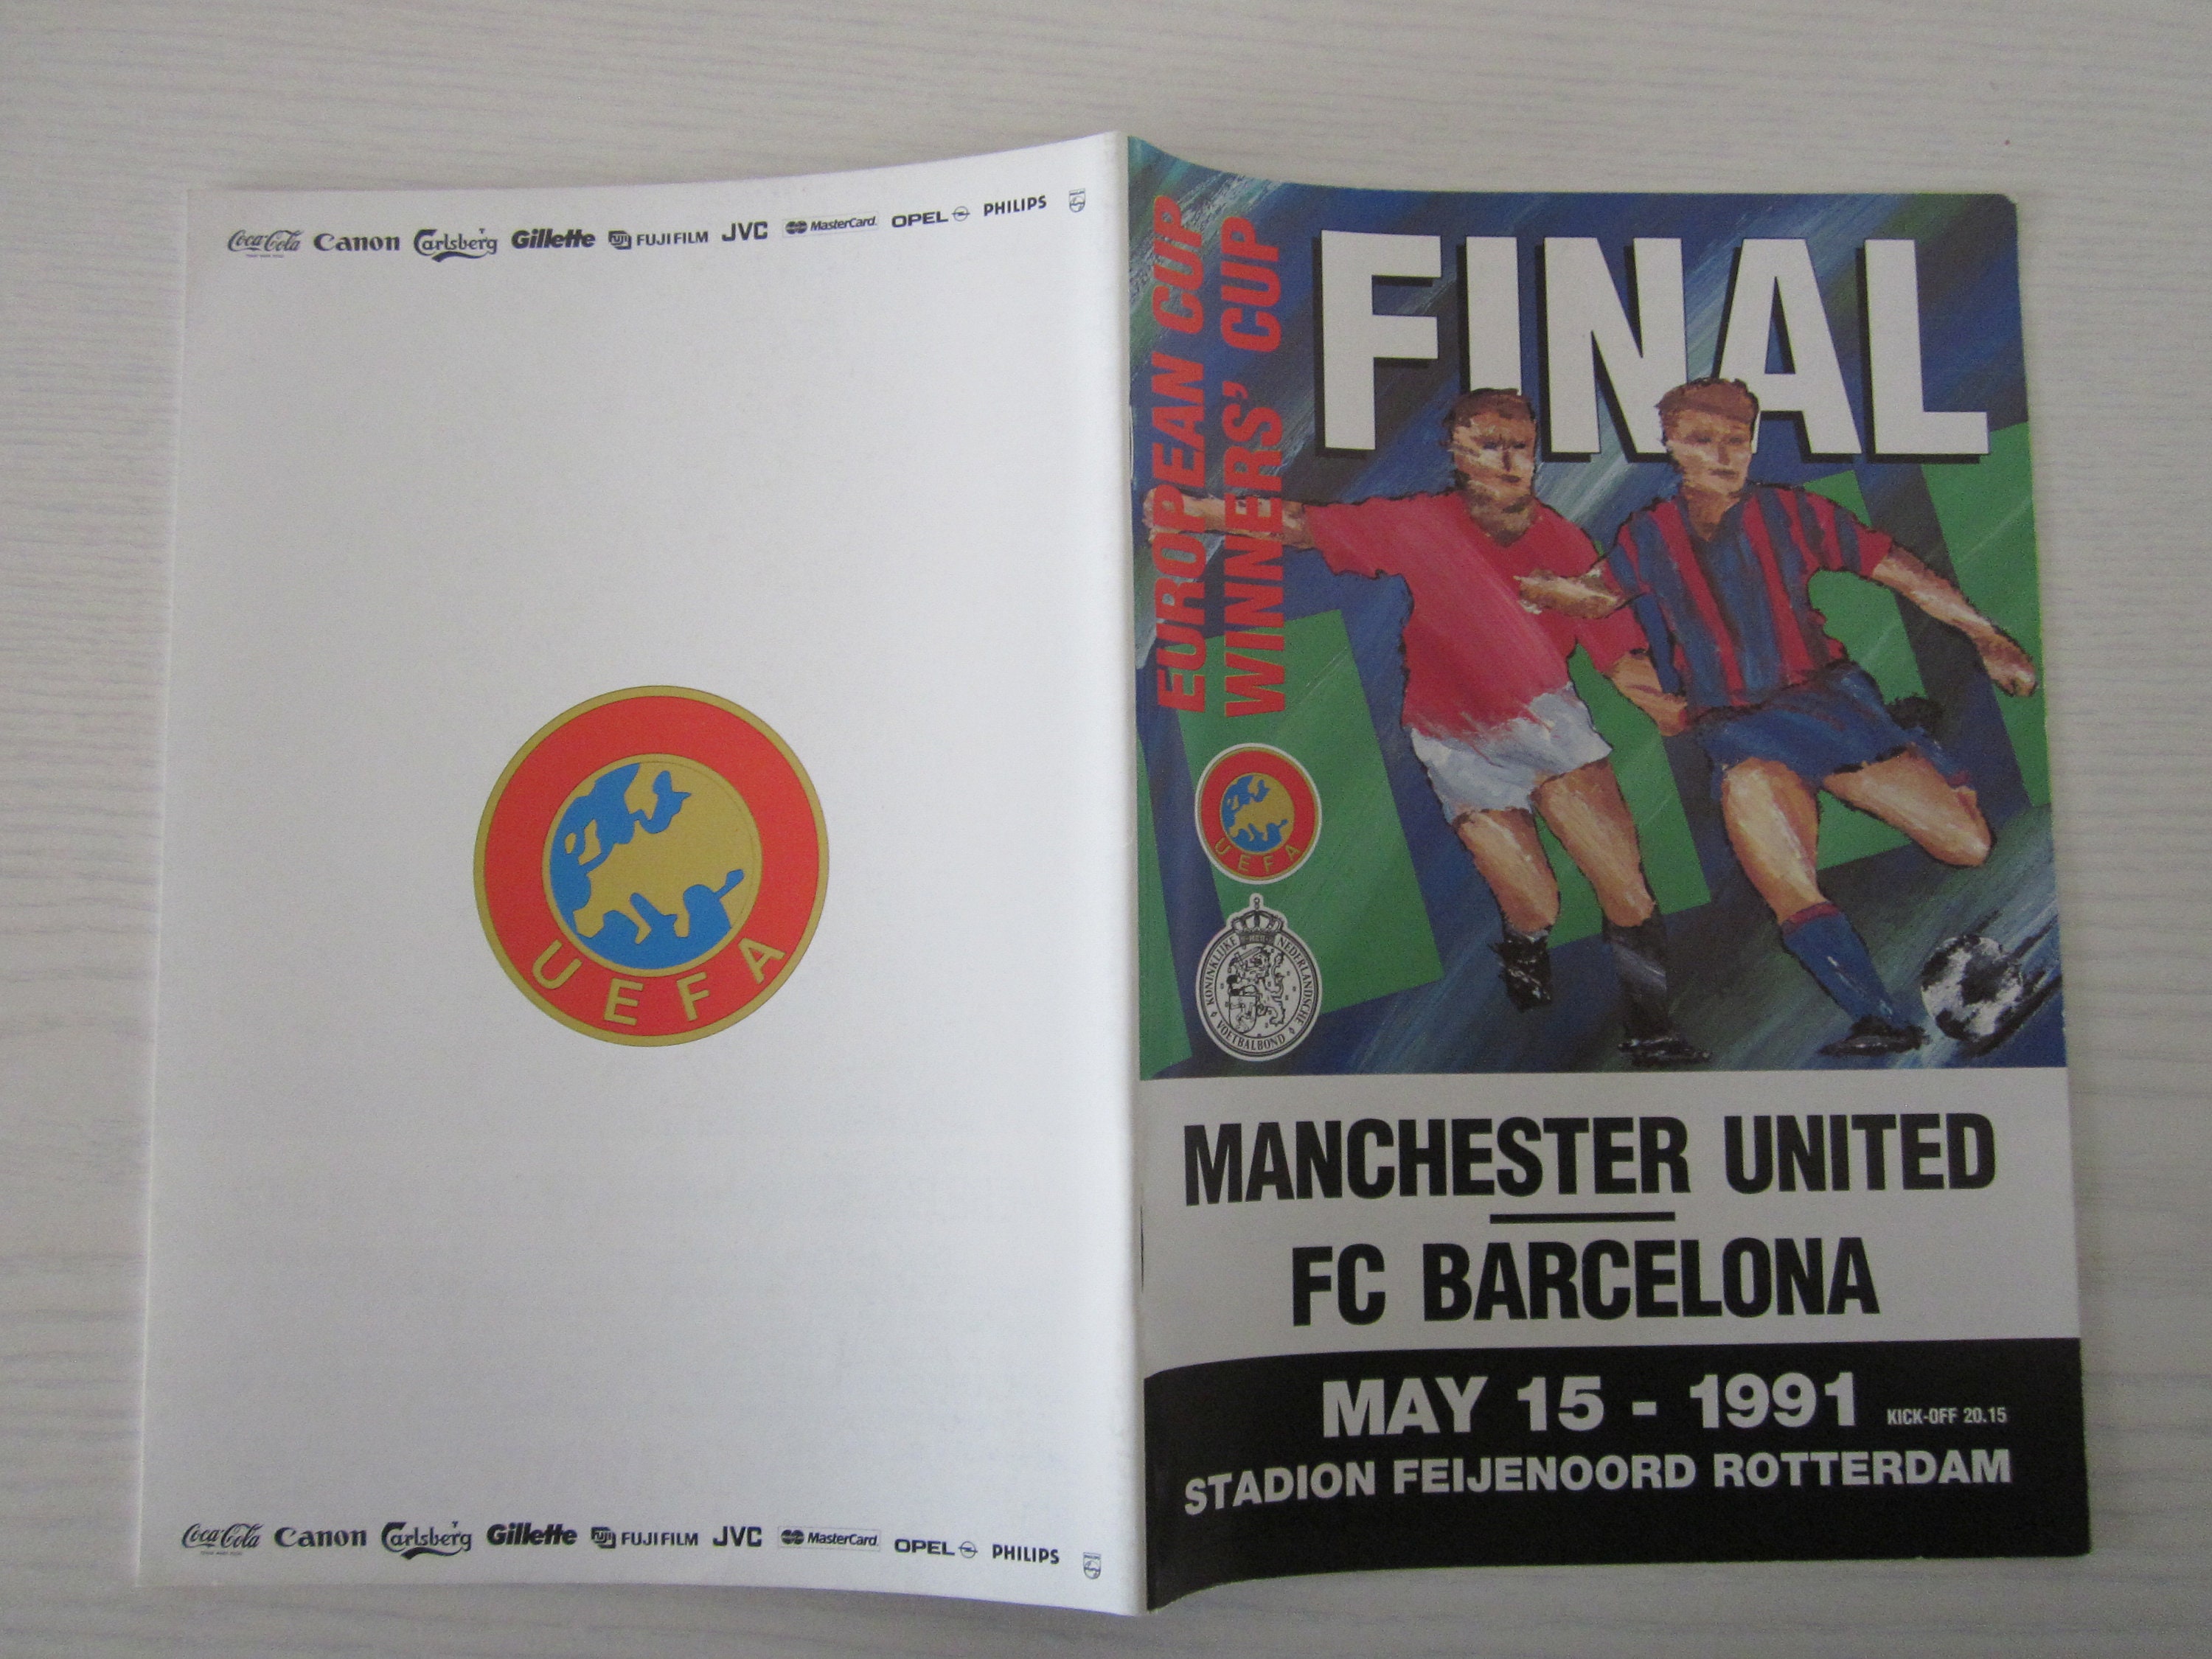 Coca-Cola Canon Carlsberg Gillette FUJI FUJIFILM JVC MasterCard OPEL PHILIPS
UEFA
Coca-Cola Canon Carlsberg Gillette FUJI FUJIFILM JVC MasterCard OPEL PHILIPS
EUROPEAN CUP
WINNERS' CUP
FINAL
UEFA
KONINKLIJKE NEDERLANDSCHE
VOETBALBOND
MANCHESTER UNITED
FC BARCELONA
MAY 15 - 1991 KICK-OFF 20.15
STADION FEIJENOORD ROTTERDAM